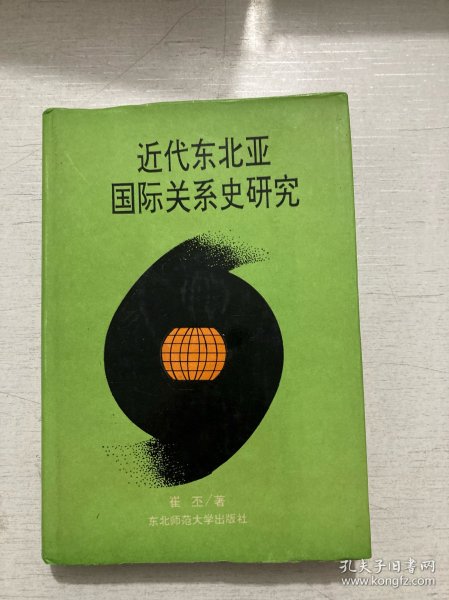 近代东北亚
国际关系史研究
崔 丕/著
东北师范大学出版社
孔夫子旧书网
www.kongfz.com